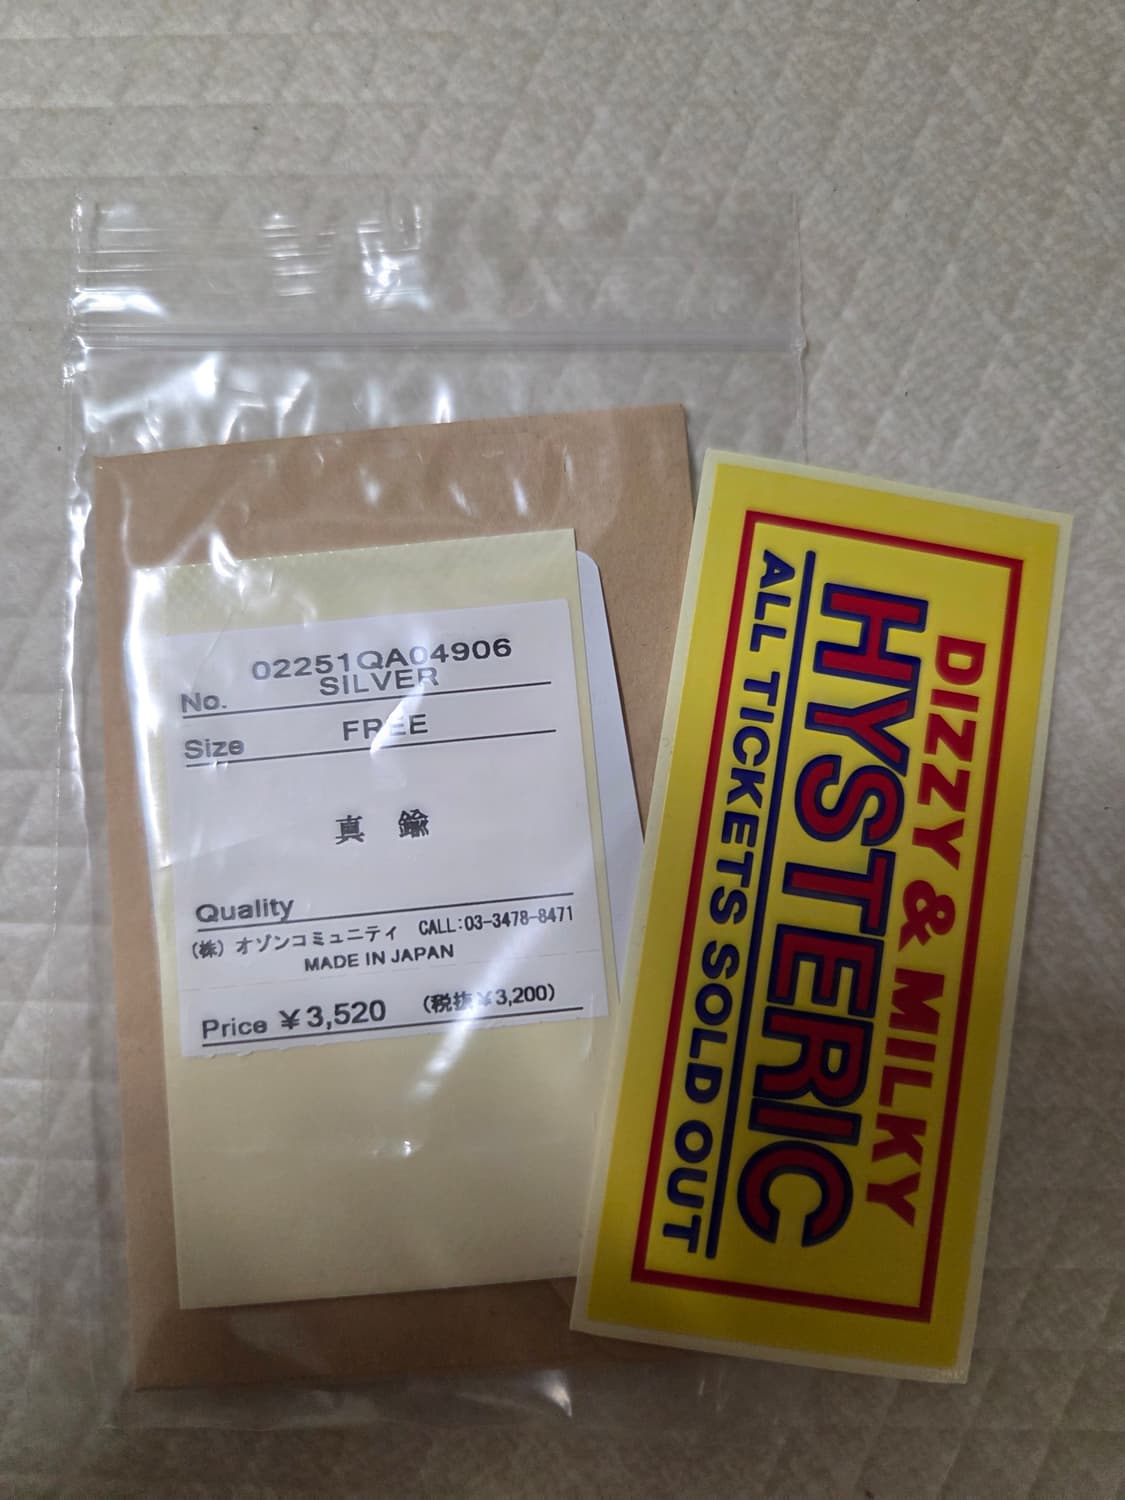 02251QA04906
SILVER
No.
FREE
Size
真 鍮
Quality
(株) オゾンコミュニティ CALL:03-3478-8471
MADE IN JAPAN
Price ¥3,520 (税抜¥3,200)
DIZZY & MILKY
HYSTERIC
ALL TICKETS SOLD OUT